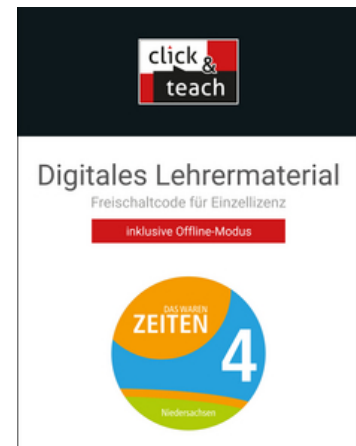 click &
teach
Digitales Lehrermaterial
Freischaltcode für Einzellizenz
inklusive Offline-Modus
DAS WAREN
ZEITEN
4
Niedersachsen